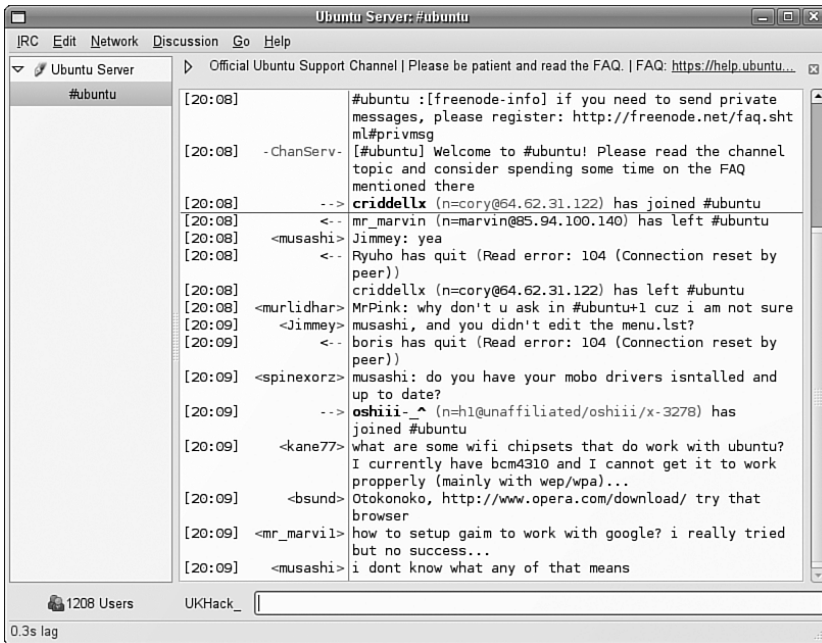 Ubuntu Server: #ubuntu
IRC Edit Network Discussion Go Help
Ubuntu Server
#ubuntu
Official Ubuntu Support Channel | Please be patient and read the FAQ. | FAQ: https://help.ubuntu...
[20:08] #ubuntu :[freenode-info] if you need to send private
messages, please register: http://freenode.net/faq.sht
ml#privmsg
[20:08] -ChanServ- [#ubuntu] Welcome to #ubuntu! Please read the channel
topic and consider spending some time on the FAQ
mentioned there
[20:08] --> criddellx (n=cory@64.62.31.122) has joined #ubuntu
[20:08] <-- mr_marvin (n=marvin@85.94.100.140) has left #ubuntu
[20:08] <musashi> Jimmey: yea
[20:08] <-- Ryuho has quit (Read error: 104 (Connection reset by
peer))
[20:08] criddellx (n=cory@64.62.31.122) has left #ubuntu
[20:08] <murlidhar> MrPink: why don't u ask in #ubuntu+1 cuz i am not sure
[20:09] <Jimmey> musashi, and you didn't edit the menu.lst?
[20:09] <-- boris has quit (Read error: 104 (Connection reset by
peer))
[20:09] <spinexorz> musashi: do you have your mobo drivers isntalled and
up to date?
[20:09] --> oshiii-_^ (n=h1@unaffiliated/oshiii/x-3278) has
joined #ubuntu
[20:09] <kane77> what are some wifi chipsets that do work with ubuntu?
I currently have bcm4310 and I cannot get it to work
propperly (mainly with wep/wpa)...
[20:09] <bsund> Otokonoko, http://www.opera.com/download/ try that
browser
[20:09] <mr_marvi1> how to setup gaim to work with google? i really tried
but no success...
[20:09] <musashi> i dont know what any of that means
1208 Users
UKHack_
0.3s lag